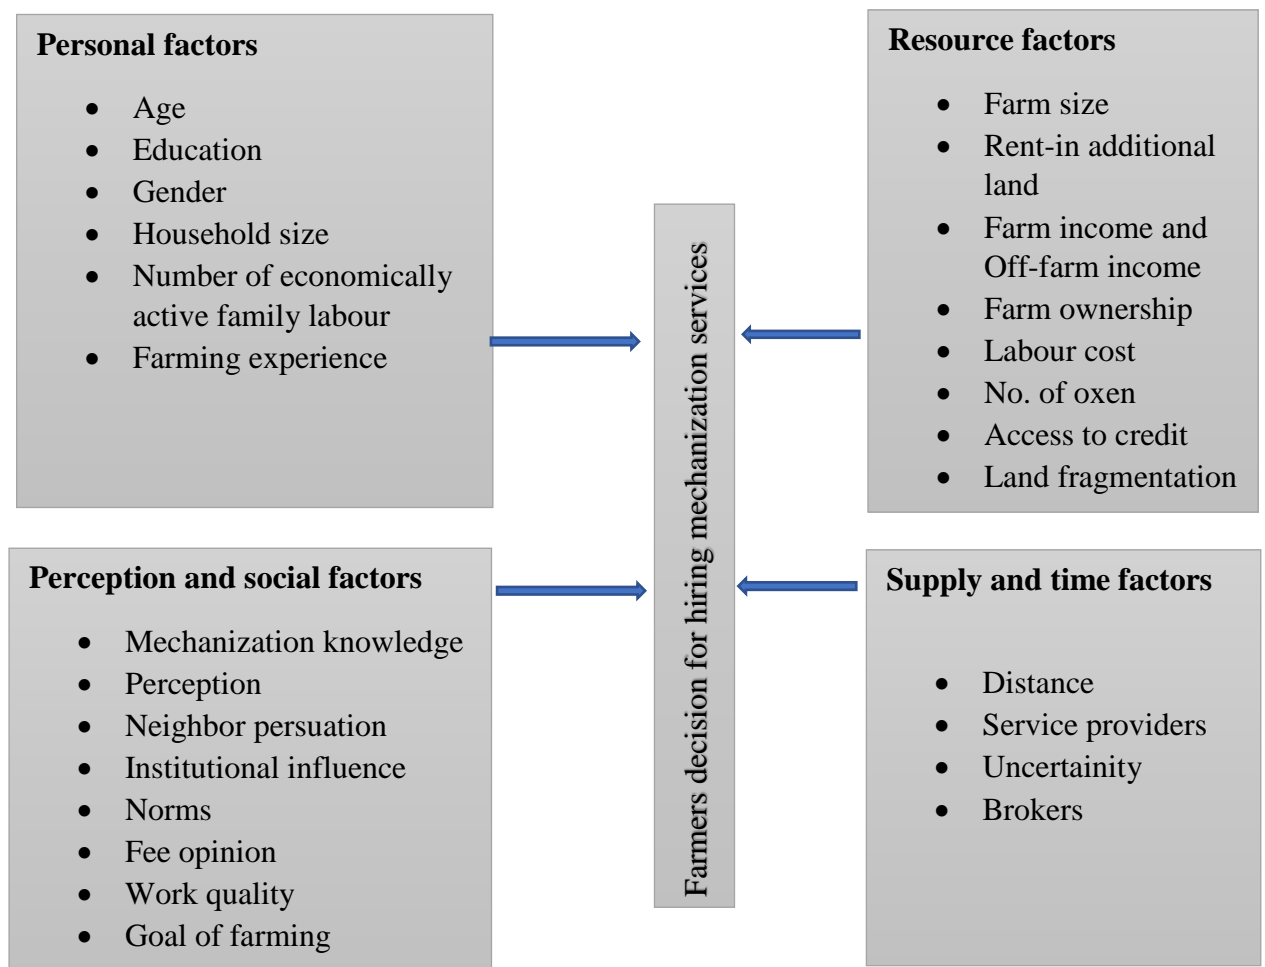 Personal factors
• Age
• Education
• Gender
• Household size
• Number of economically
active family labour
• Farming experience
Resource factors
• Farm size
• Rent-in additional
land
• Farm income and
Off-farm income
• Farm ownership
• Labour cost
• No. of oxen
• Access to credit
• Land fragmentation
Farmers decision for hiring mechanization services
Perception and social factors
• Mechanization knowledge
• Perception
• Neighbor persuation
• Institutional influence
• Norms
• Fee opinion
• Work quality
• Goal of farming
Supply and time factors
• Distance
• Service providers
• Uncertainity
• Brokers